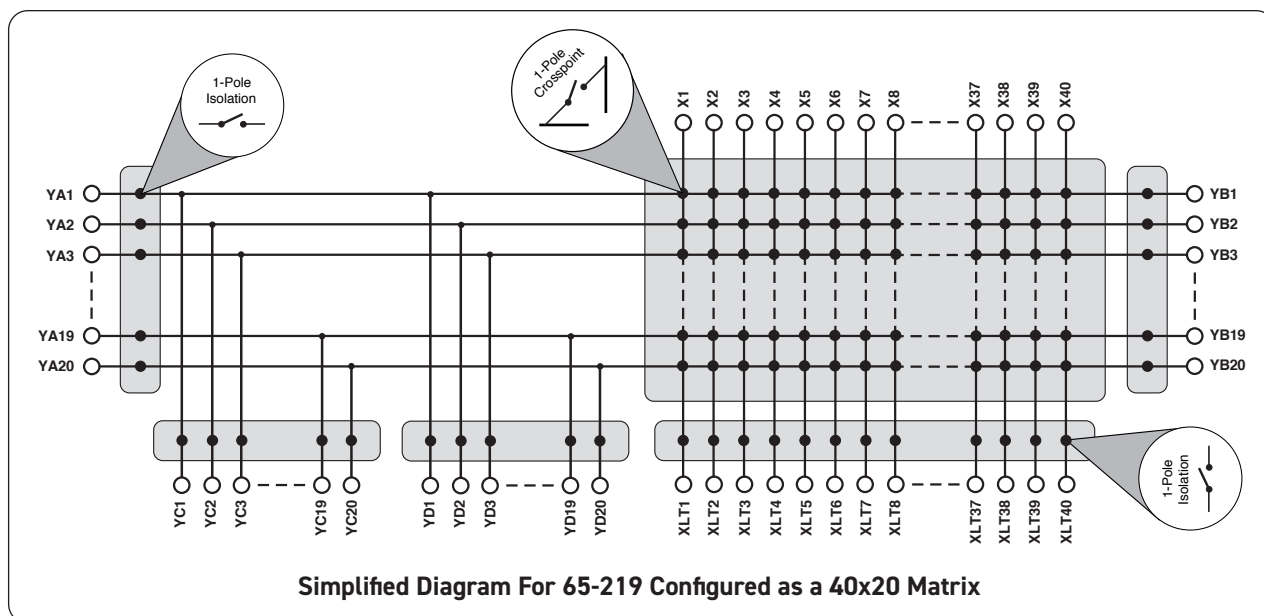 1-Pole
Isolation
1-Pole
Crosspoint
X1 X2 X3 X4 X5 X6 X7 X8 X37 X38 X39 X40
YA1 YB1
YA2 YB2
YA3 YB3
YA19 YB19
YA20 YB20
YC1 YC2 YC3 YC19 YC20 YD1 YD2 YD3 YD19 YD20 XLT1 XLT2 XLT3 XLT4 XLT5 XLT6 XLT7 XLT8 XLT37 XLT38 XLT39 XLT40
1-Pole
Isolation
Simplified Diagram For 65-219 Configured as a 40x20 Matrix